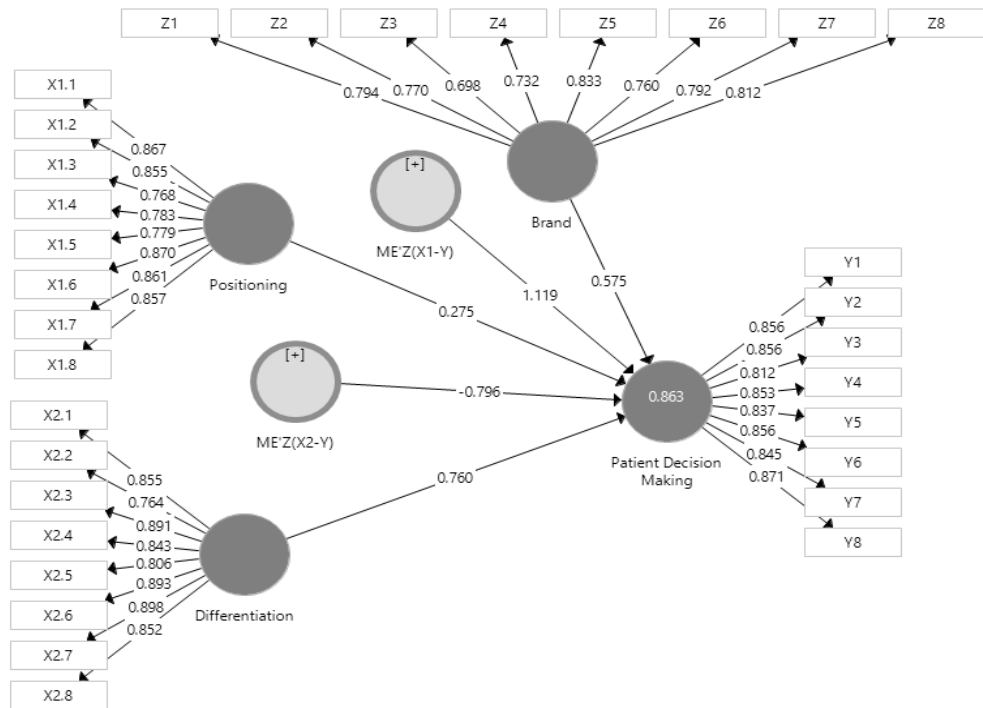 Z1 Z2 Z3 Z4 Z5 Z6 Z7 Z8
0.794 0.770 0.698 0.732 0.833 0.760 0.792 0.812
X1.1
X1.2
X1.3
X1.4
X1.5
X1.6
X1.7
X1.8
0.867
0.855
0.768
0.783
0.779
0.870
0.861
0.857
Positioning
[+]
ME'Z(X1-Y)
Brand
0.575
1.119
0.275
[+]
ME'Z(X2-Y)
-0.796
0.863
Patient Decision
Making
0.760
Y1
Y2
Y3
Y4
Y5
Y6
Y7
Y8
0.856
0.856
0.812
0.853
0.837
0.856
0.845
0.871
X2.1
X2.2
X2.3
X2.4
X2.5
X2.6
X2.7
X2.8
0.855
0.764
0.891
0.843
0.806
0.893
0.898
0.852
Differentiation